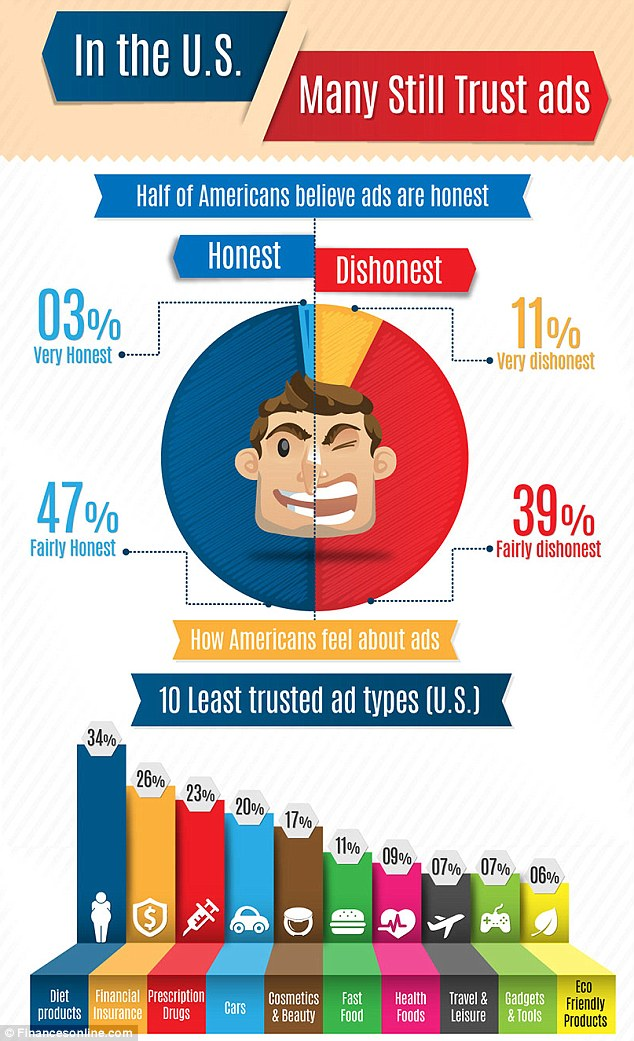 In the U.S.
Many Still Trust ads
Half of Americans believe ads are honest
Honest
Dishonest
03%
Very Honest
11%
Very dishonest
47%
Fairly Honest
39%
Fairly dishonest
How Americans feel about ads
10 Least trusted ad types (U.S.)
34%
26%
23%
20%
17%
11%
09%
07%
07%
06%
Diet
products
Financial
Insurance
Prescription
Drugs
Cars
Cosmetics
& Beauty
Fast
Food
Health
Foods
Travel &
Leisure
Gadgets
& Tools
Eco
Friendly
Products
© Financesonline.com